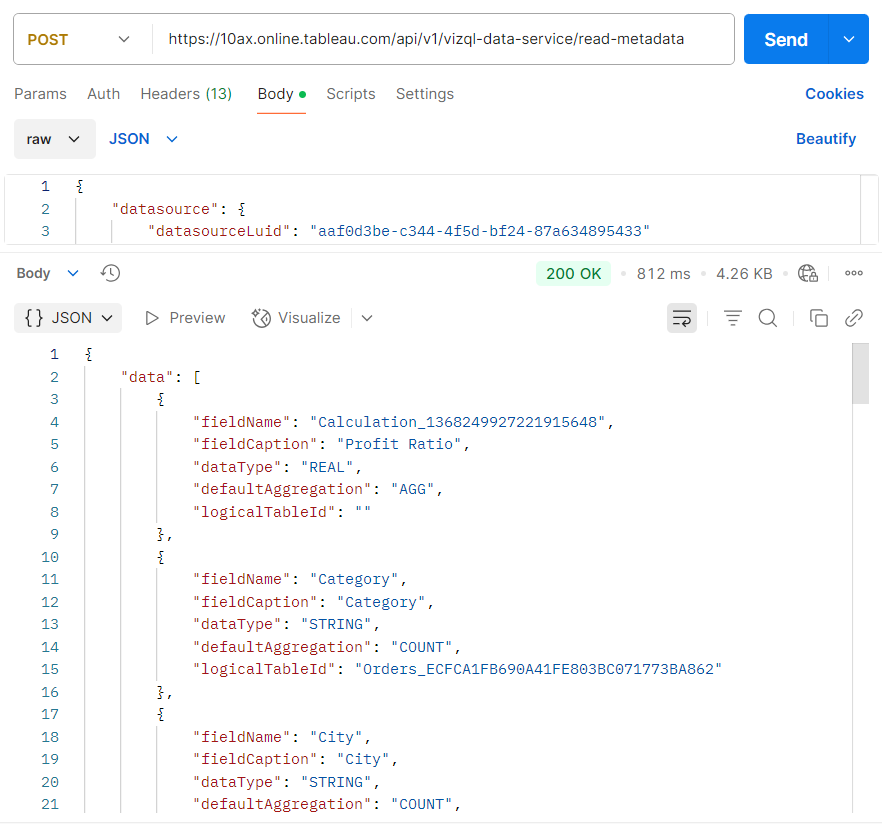 POST https://10ax.online.tableau.com/api/v1/vizql-data-service/read-metadata Send
Params Auth Headers (13) Body Scripts Settings Cookies
raw JSON Beautify
1 {
2 "datasource": {
3 "datasourceLuid": "aaf0d3be-c344-4f5d-bf24-87a634895433"
Body 200 OK 812 ms 4.26 KB
{} JSON Preview Visualize
1 {
2 "data": [
3 {
4 "fieldName": "Calculation_1368249927221915648",
5 "fieldCaption": "Profit Ratio",
6 "dataType": "REAL",
7 "defaultAggregation": "AGG",
8 "logicalTableId": ""
9 },
10 {
11 "fieldName": "Category",
12 "fieldCaption": "Category",
13 "dataType": "STRING",
14 "defaultAggregation": "COUNT",
15 "logicalTableId": "Orders_ECFCA1FB690A41FE803BC071773BA862"
16 },
17 {
18 "fieldName": "City",
19 "fieldCaption": "City",
20 "dataType": "STRING",
21 "defaultAggregation": "COUNT",